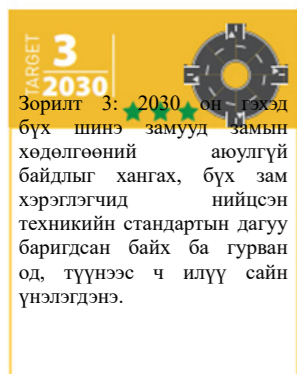 TARGET
3
2030
Зорилт 3: 2030 он гэхэд
бүх шинэ замууд замын
хөдөлгөөний аюулгүй
байдлыг хангах, бүх зам
хэрэглэгчид нийцсэн
техникийн стандартын дагуу
баригдсан байх ба гурван
од, түүнээс ч илүү сайн
үнэлэгдэнэ.